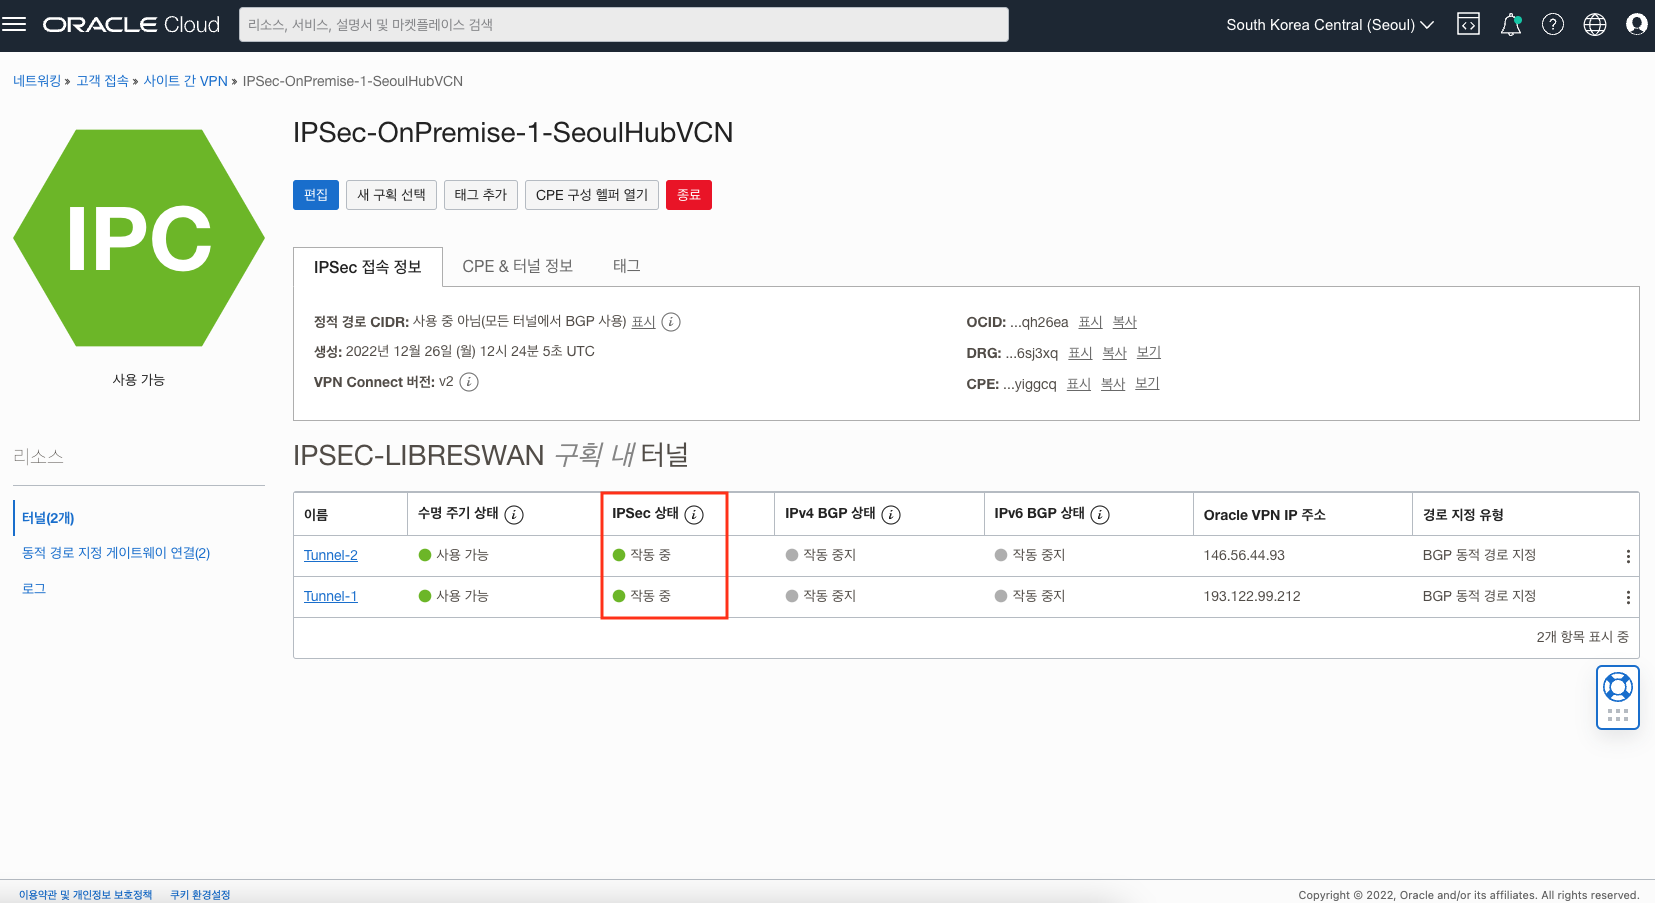 ORACLE Cloud
리소스, 서비스, 설명서 및 마켓플레이스 검색
South Korea Central (Seoul)
네트워킹 » 고객 접속 » 사이트 간 VPN » IPSec-OnPremise-1-SeoulHubVCN
IPC
사용 가능
IPSec-OnPremise-1-SeoulHubVCN
편집 새 구획 선택 태그 추가 CPE 구성 헬퍼 열기 종료
IPSec 접속 정보 CPE & 터널 정보 태그
정적 경로 CIDR: 사용 중 아님(모든 터널에서 BGP 사용) 표시
생성: 2022년 12월 26일 (월) 12시 24분 5초 UTC
VPN Connect 버전: v2
OCID: ...qh26ea 표시 복사
DRG: ...6sj3xq 표시 복사 보기
CPE: ...yiggcq 표시 복사 보기
리소스
터널(2개)
동적 경로 지정 게이트웨이 연결(2)
로그
IPSEC-LIBRESWAN 구획 내 터널
이름 수명 주기 상태 IPSec 상태 IPv4 BGP 상태 IPv6 BGP 상태 Oracle VPN IP 주소 경로 지정 유형
Tunnel-2 사용 가능 작동 중 작동 중지 작동 중지 146.56.44.93 BGP 동적 경로 지정
Tunnel-1 사용 가능 작동 중 작동 중지 작동 중지 193.122.99.212 BGP 동적 경로 지정
2개 항목 표시 중
이용약관 및 개인정보 보호정책 쿠키 환경설정
Copyright © 2022, Oracle and/or its affiliates. All rights reserved.